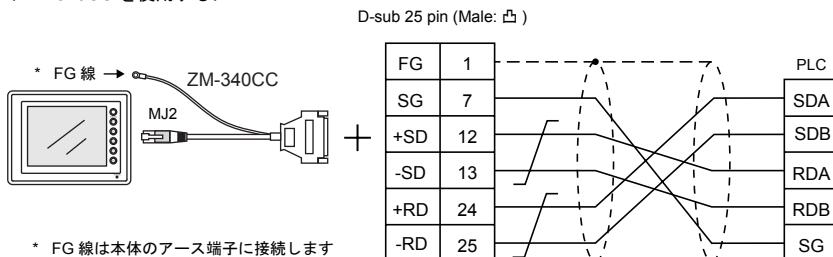 D-sub 25 pin (Male: 凸 )
* FG 線
ZM-340CC
MJ2
* FG 線は本体のアース端子に接続します
FG 1
SG 7
+SD 12
-SD 13
+RD 24
-RD 25
PLC
SDA
SDB
RDA
RDB
SG